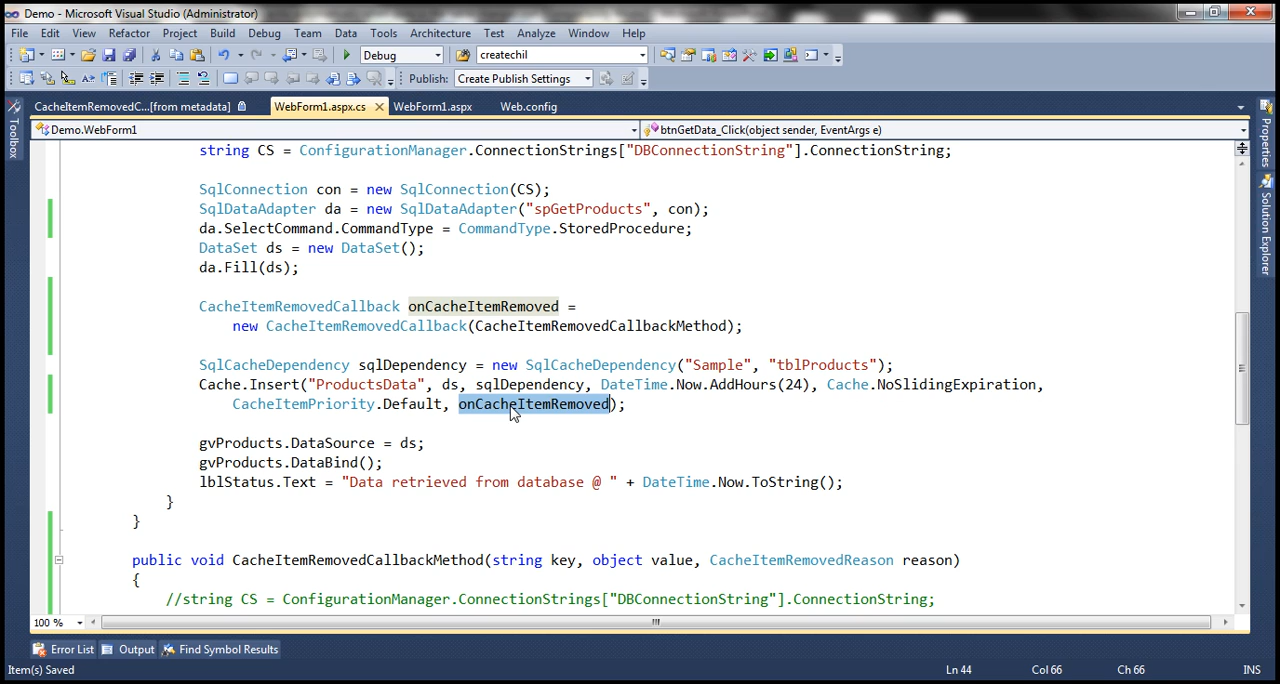 Demo - Microsoft Visual Studio (Administrator)
File Edit View Refactor Project Build Debug Team Data Tools Architecture Test Analyze Window Help
Debug createchil
Publish: Create Publish Settings
CacheItemRemovedC...[from metadata] WebForm1.aspx.cs WebForm1.aspx Web.config
Demo.WebForm1 btnGetData_Click(object sender, EventArgs e)
Toolbox
Properties
Solution Explorer
string CS = ConfigurationManager.ConnectionStrings["DBConnectionString"].ConnectionString;
SqlConnection con = new SqlConnection(CS);
SqlDataAdapter da = new SqlDataAdapter("spGetProducts", con);
da.SelectCommand.CommandType = CommandType.StoredProcedure;
DataSet ds = new DataSet();
da.Fill(ds);
CacheItemRemovedCallback onCacheItemRemoved =
new CacheItemRemovedCallback(CacheItemRemovedCallbackMethod);
SqlCacheDependency sqlDependency = new SqlCacheDependency("Sample", "tblProducts");
Cache.Insert("ProductsData", ds, sqlDependency, DateTime.Now.AddHours(24), Cache.NoSlidingExpiration,
CacheItemPriority.Default, onCacheItemRemoved);
gvProducts.DataSource = ds;
gvProducts.DataBind();
lblStatus.Text = "Data retrieved from database @ " + DateTime.Now.ToString();
}
}
public void CacheItemRemovedCallbackMethod(string key, object value, CacheItemRemovedReason reason)
{
//string CS = ConfigurationManager.ConnectionStrings["DBConnectionString"].ConnectionString;
100 %
Error List Output Find Symbol Results
Item(s) Saved Ln 44 Col 66 Ch 66 INS